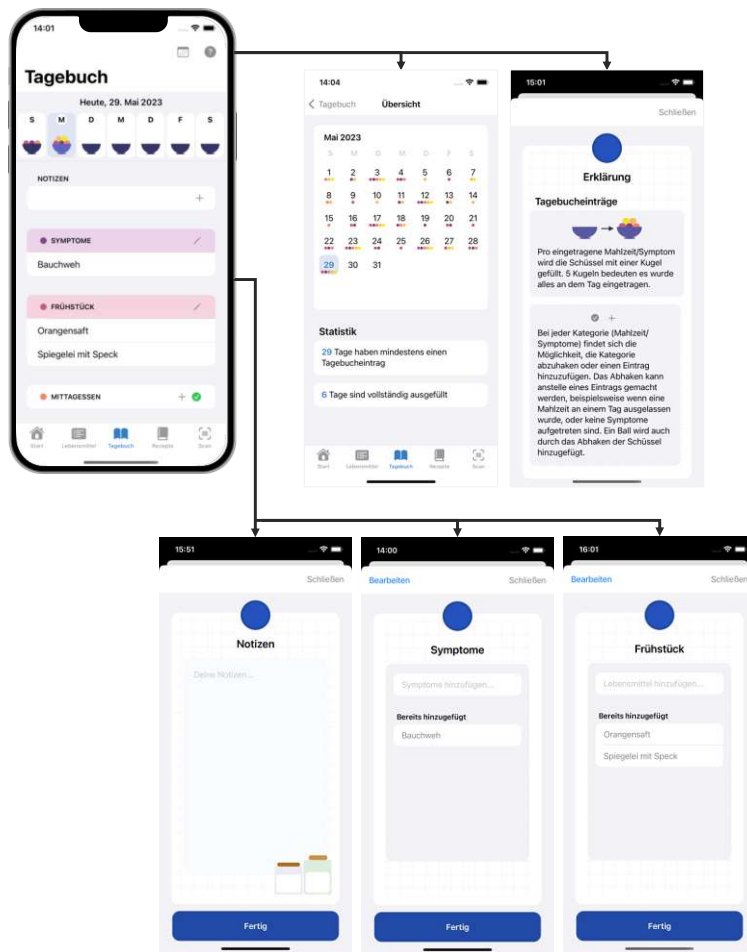 14:01
Tagebuch
Heute, 29. Mai 2023
S M D M D F S
NOTIZEN
+
SYMPTOME
Bauchweh
FRÜHSTÜCK
Orangensaft
Spiegelei mit Speck
MITTAGESSEN +
Start Lebensmittel Tagebuch Rezepte Scan
14:04
Tagebuch Übersicht
Mai 2023
S M D M D F S
1 2 3 4 5 6 7
8 9 10 11 12 13 14
15 16 17 18 19 20 21
22 23 24 25 26 27 28
29 30 31
Statistik
29 Tage haben mindestens einen
Tagebucheintrag
6 Tage sind vollständig ausgefüllt
Start Lebensmittel Tagebuch Rezepte Scan
15:01
Schließen
Erklärung
Tagebucheinträge
Pro eingetragene Mahlzeit/Symptom
wird die Schüssel mit einer Kugel
gefüllt. 5 Kugeln bedeuten es wurde
alles an dem Tag eingetragen.
+
Bei jeder Kategorie (Mahlzeit/
Symptome) findet sich die
Möglichkeit, die Kategorie
abzuhaken oder einen Eintrag
hinzuzufügen. Das Abhaken kann
anstelle eines Eintrags gemacht
werden, beispielsweise wenn eine
Mahlzeit an einem Tag ausgelassen
wurde, oder keine Symptome
aufgetreten sind. Ein Ball wird auch
durch das Abhaken der Schüssel
hinzugefügt.
15:51
Schließen
Notizen
Deine Notizen...
Fertig
14:00
Bearbeiten Schließen
Symptome
Symptome hinzufügen...
Bereits hinzugefügt
Bauchweh
Fertig
16:01
Bearbeiten Schließen
Frühstück
Lebensmittel hinzufügen...
Bereits hinzugefügt
Orangensaft
Spiegelei mit Speck
Fertig